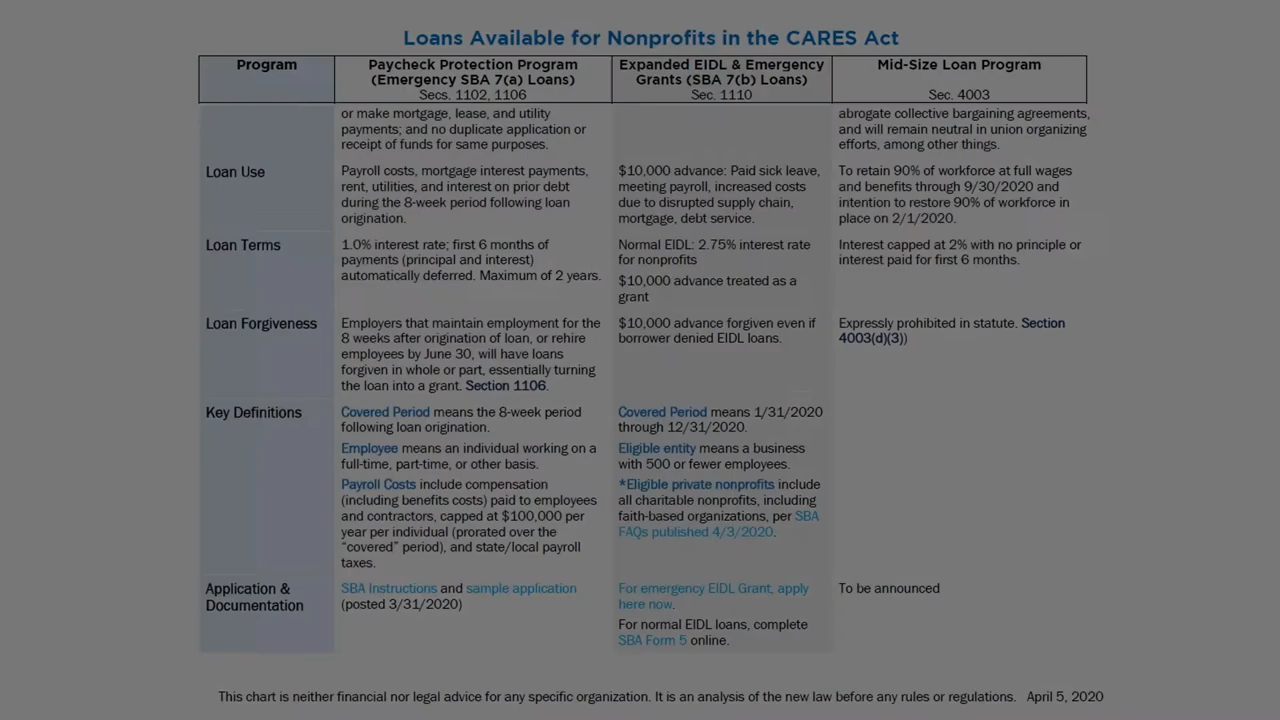 Loans Available for Nonprofits in the CARES Act
Program
Paycheck Protection Program
(Emergency SBA 7(a) Loans)
Secs. 1102, 1106
Expanded EIDL & Emergency
Grants (SBA 7(b) Loans)
Sec. 1110
Mid-Size Loan Program
Sec. 4003
or make mortgage, lease, and utility
payments; and no duplicate application or
receipt of funds for same purposes.
abrogate collective bargaining agreements,
and will remain neutral in union organizing
efforts, among other things.
Loan Use
Payroll costs, mortgage interest payments,
rent, utilities, and interest on prior debt
during the 8-week period following loan
origination.
$10,000 advance: Paid sick leave,
meeting payroll, increased costs
due to disrupted supply chain,
mortgage, debt service.
To retain 90% of workforce at full wages
and benefits through 9/30/2020 and
intention to restore 90% of workforce in
place on 2/1/2020.
Loan Terms
1.0% interest rate; first 6 months of
payments (principal and interest)
automatically deferred. Maximum of 2 years.
Normal EIDL: 2.75% interest rate
for nonprofits
$10,000 advance treated as a
grant
Interest capped at 2% with no principle or
interest paid for first 6 months.
Loan Forgiveness
Employers that maintain employment for the
8 weeks after origination of loan, or rehire
employees by June 30, will have loans
forgiven in whole or part, essentially turning
the loan into a grant. Section 1106.
$10,000 advance forgiven even if
borrower denied EIDL loans.
Expressly prohibited in statute. Section
4003(d)(3))
Key Definitions
Covered Period means the 8-week period
following loan origination.
Employee means an individual working on a
full-time, part-time, or other basis.
Payroll Costs include compensation
(including benefits costs) paid to employees
and contractors, capped at $100,000 per
year per individual (prorated over the
“covered” period), and state/local payroll
taxes.
Covered Period means 1/31/2020
through 12/31/2020.
Eligible entity means a business
with 500 or fewer employees.
*Eligible private nonprofits include
all charitable nonprofits, including
faith-based organizations, per SBA
FAQs published 4/3/2020.
Application &
Documentation
SBA Instructions and sample application
(posted 3/31/2020)
For emergency EIDL Grant, apply
here now.
For normal EIDL loans, complete
SBA Form 5 online.
To be announced
This chart is neither financial nor legal advice for any specific organization. It is an analysis of the new law before any rules or regulations. April 5, 2020